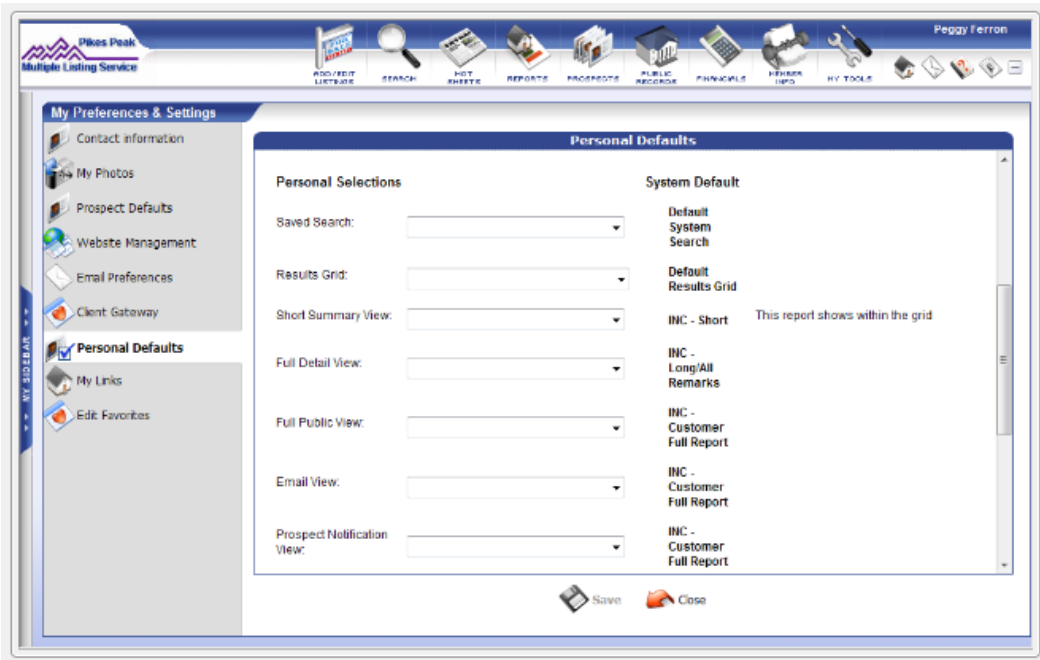 Pikes Peak
Multiple Listing Service
Peggy Ferron
ADD/EDIT
LISTINGS
SEARCH
HOT
SHEETS
REPORTS
PROSPECTS
PUBLIC
RECORDS
FINANCIALS
MEMBER
INFO
MY TOOLS
My Preferences & Settings
Contact information
My Photos
Prospect Defaults
Website Management
Email Preferences
Client Gateway
Personal Defaults
My Links
Edit Favorites
MY SIDEBAR
Personal Defaults
Personal Selections
System Default
Saved Search:
Default
System
Search
Results Grid:
Default
Results Grid
Short Summary View:
INC - Short
This report shows within the grid
Full Detail View:
INC -
Long/All
Remarks
Full Public View:
INC -
Customer
Full Report
Email View:
INC -
Customer
Full Report
Prospect Notification
View:
INC -
Customer
Full Report
Save
Close